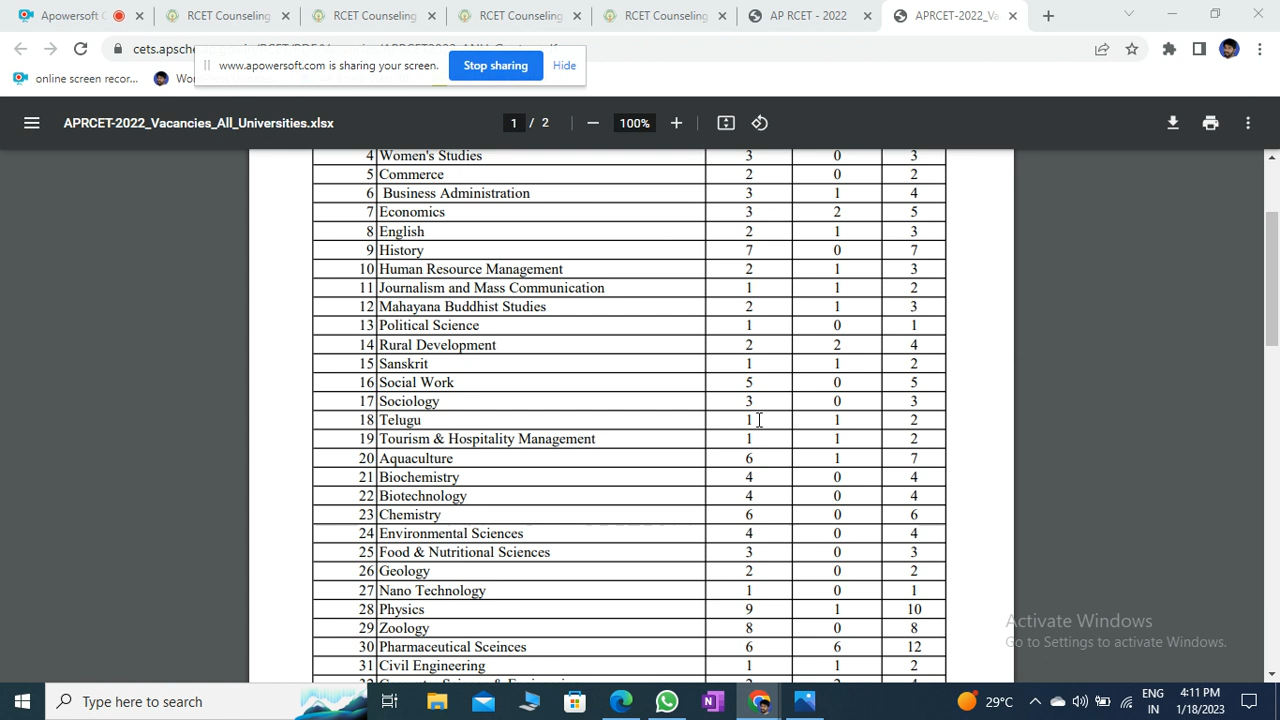 Apowersoft C
RCET Counseling
RCET Counseling
RCET Counseling
RCET Counseling
AP RCET - 2022
APRCET-2022_Va
www.apowersoft.com is sharing your screen.
Stop sharing
Hide
online screen recor...
APRCET-2022_Vacancies_All_Universities.xlsx
1 / 2
100%
4 Women's Studies 3 0 3
5 Commerce 2 0 2
6 Business Administration 3 1 4
7 Economics 3 2 5
8 English 2 1 3
9 History 7 0 7
10 Human Resource Management 2 1 3
11 Journalism and Mass Communication 1 1 2
12 Mahayana Buddhist Studies 2 1 3
13 Political Science 1 0 1
14 Rural Development 2 2 4
15 Sanskrit 1 1 2
16 Social Work 5 0 5
17 Sociology 3 0 3
18 Telugu 1 1 2
19 Tourism & Hospitality Management 1 1 2
20 Aquaculture 6 1 7
21 Biochemistry 4 0 4
22 Biotechnology 4 0 4
23 Chemistry 6 0 6
24 Environmental Sciences 4 0 4
25 Food & Nutritional Sciences 3 0 3
26 Geology 2 0 2
27 Nano Technology 1 0 1
28 Physics 9 1 10
29 Zoology 8 0 8
30 Pharmaceutical Sceinces 6 6 12
31 Civil Engineering 1 1 2
Activate Windows
Go to Settings to activate Windows.
Type here to search
29°C
ENG
IN
4:11 PM
1/18/2023